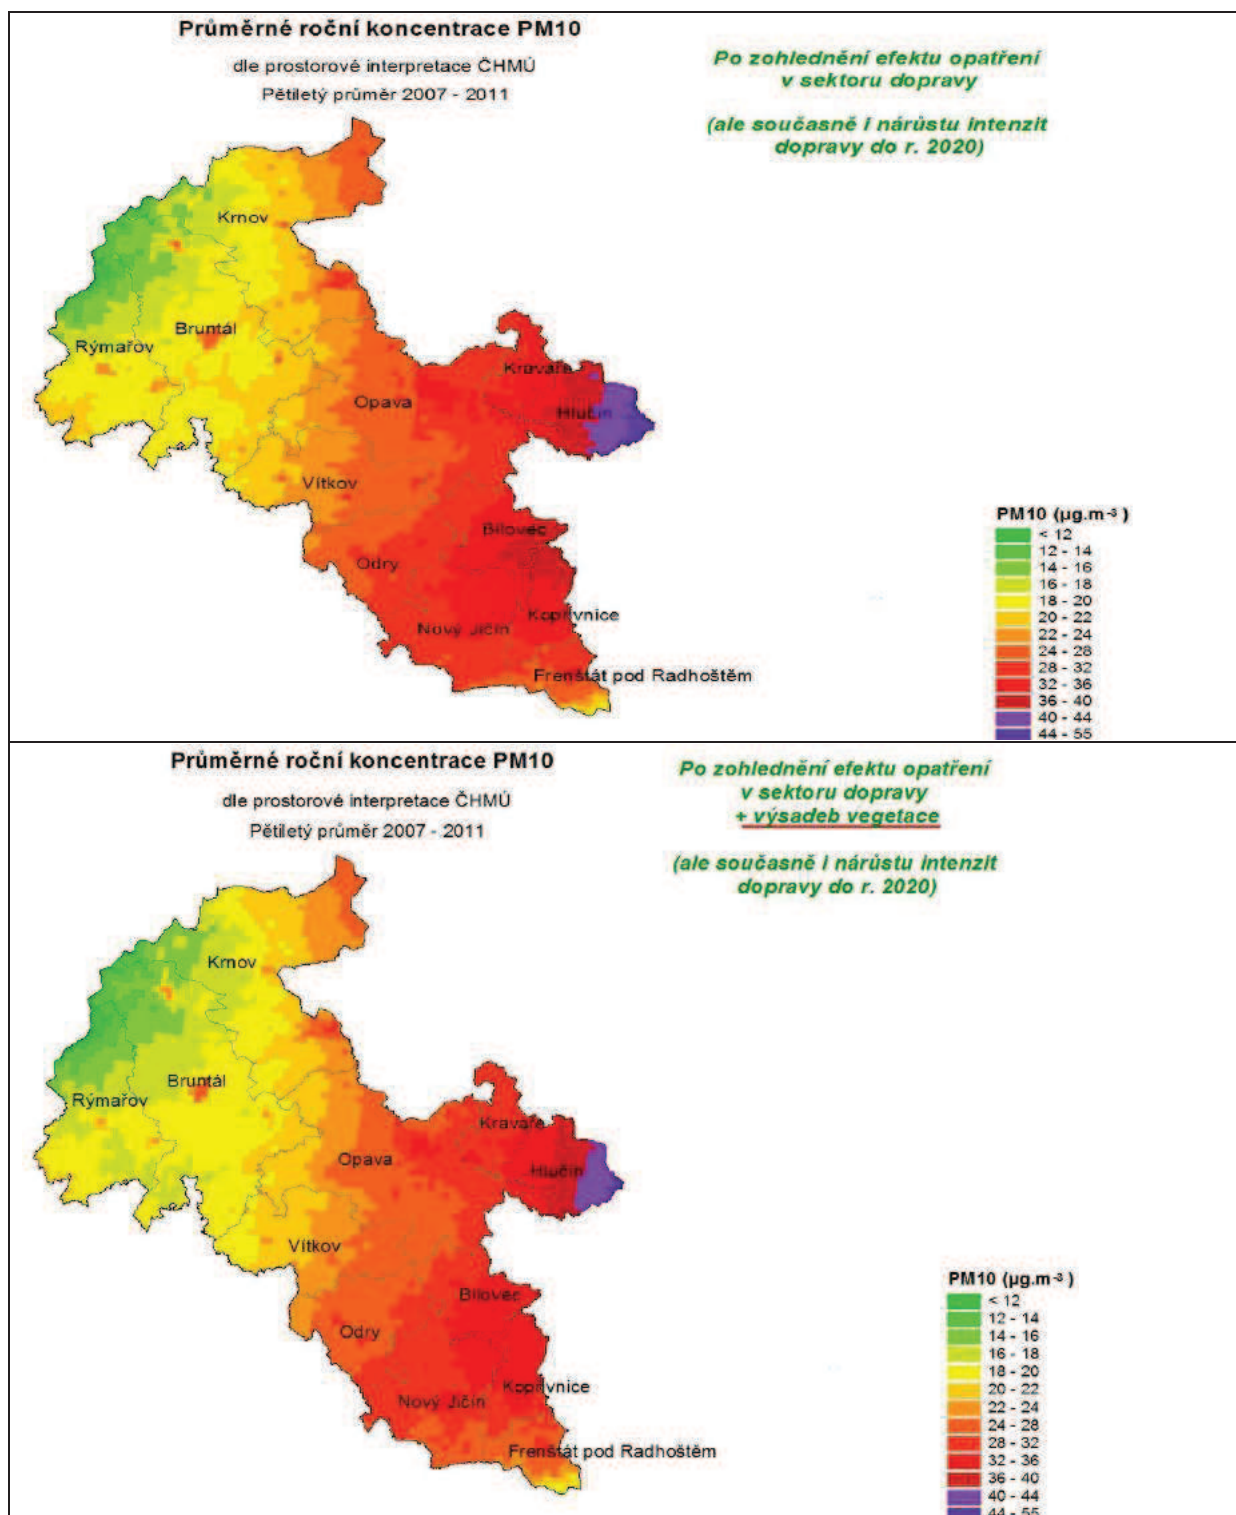 Průměrné roční koncentrace PM10
dle prostorové interpretace ČHMÚ
Pětiletý průměr 2007 - 2011
Po zohlednění efektu opatření
v sektoru dopravy
(ale současně i nárůstu intenzit
dopravy do r. 2020)
Krnov
Bruntál
Rýmařov
Kravaře
Opava
Hlučín
Vítkov
Bílovec
Odry
Kopřivnice
Nový Jičín
Frenštát pod Radhoštěm
PM10 (µg.m⁻³ )
< 12
12 - 14
14 - 16
16 - 18
18 - 20
20 - 22
22 - 24
24 - 28
28 - 32
32 - 36
36 - 40
40 - 44
44 - 55
Průměrné roční koncentrace PM10
dle prostorové interpretace ČHMÚ
Pětiletý průměr 2007 - 2011
Po zohlednění efektu opatření
v sektoru dopravy
+ výsadeb vegetace
(ale současně i nárůstu intenzit
dopravy do r. 2020)
Krnov
Bruntál
Rýmařov
Kravaře
Opava
Hlučín
Vítkov
Bílovec
Odry
Kopřivnice
Nový Jičín
Frenštát pod Radhoštěm
PM10 (µg.m⁻³ )
< 12
12 - 14
14 - 16
16 - 18
18 - 20
20 - 22
22 - 24
24 - 28
28 - 32
32 - 36
36 - 40
40 - 44
44 - 55